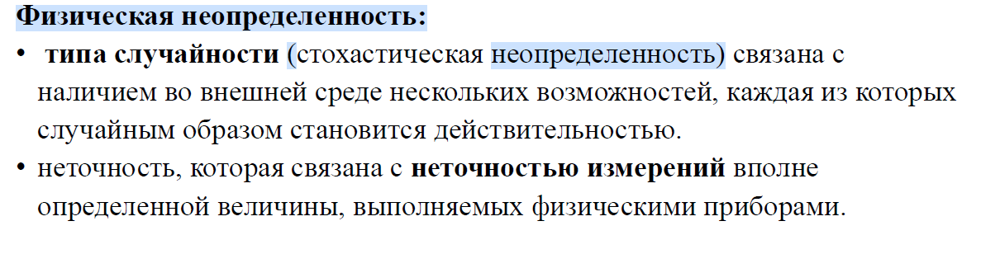 Физическая неопределенность:
• типа случайности (стохастическая неопределенность) связана с
наличием во внешней среде нескольких возможностей, каждая из которых
случайным образом становится действительностью.
• неточность, которая связана с неточностью измерений вполне
определенной величины, выполняемых физическими приборами.